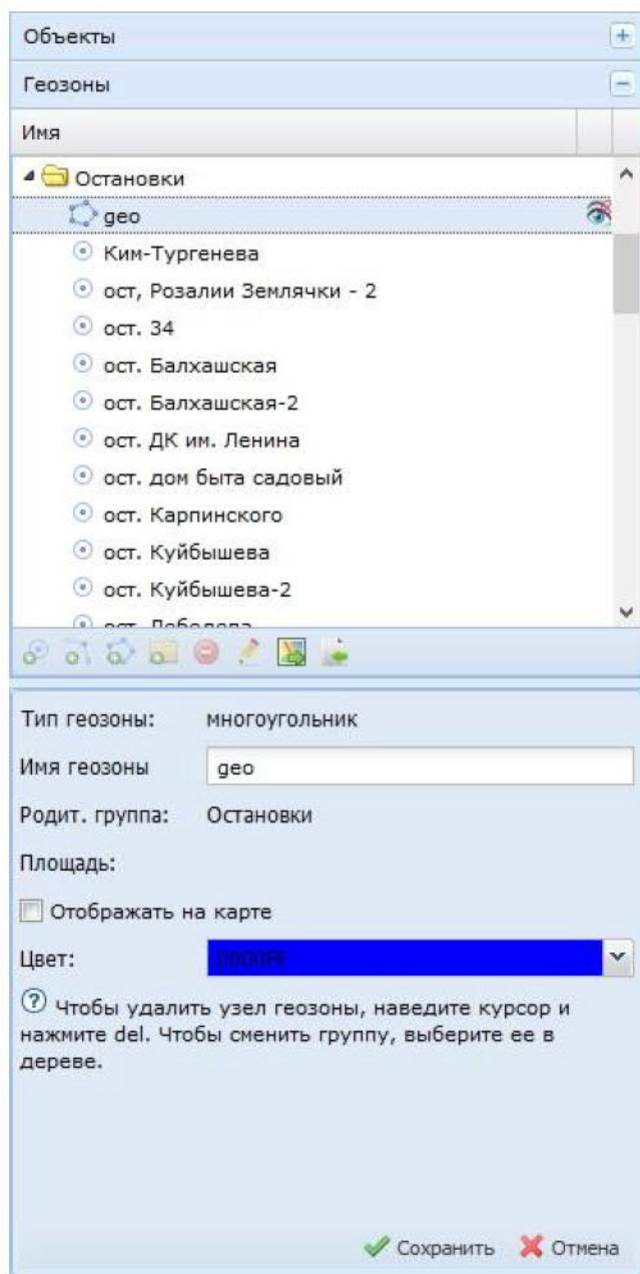 Объекты
Геозоны
Имя
Остановки
geo
Ким-Тургенева
ост, Розалии Землячки - 2
ост. 34
ост. Балхашская
ост. Балхашская-2
ост. ДК им. Ленина
ост. дом быта садовый
ост. Карпинского
ост. Куйбышева
ост. Куйбышева-2
ост. Лебедева
Тип геозоны: многоугольник
Имя геозоны geo
Родит. группа: Остановки
Площадь:
Отображать на карте
Цвет: 0000FF
Чтобы удалить узел геозоны, наведите курсор и
нажмите del. Чтобы сменить группу, выберите ее в
дереве.
Сохранить Отмена